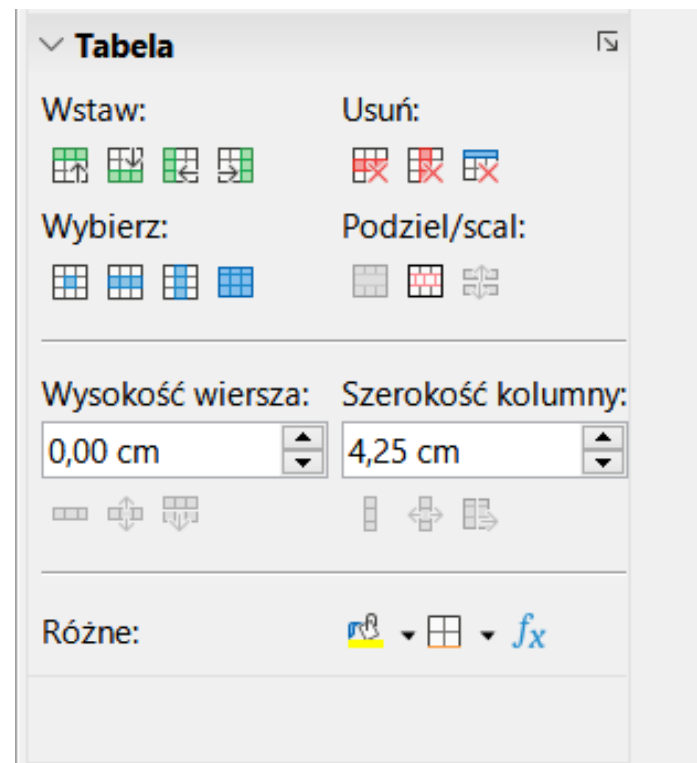 Tabela
Wstaw: Usuń:
Wybierz: Podziel/scal:
Wysokość wiersza: Szerokość kolumny:
0,00 cm 4,25 cm
Różne: fx